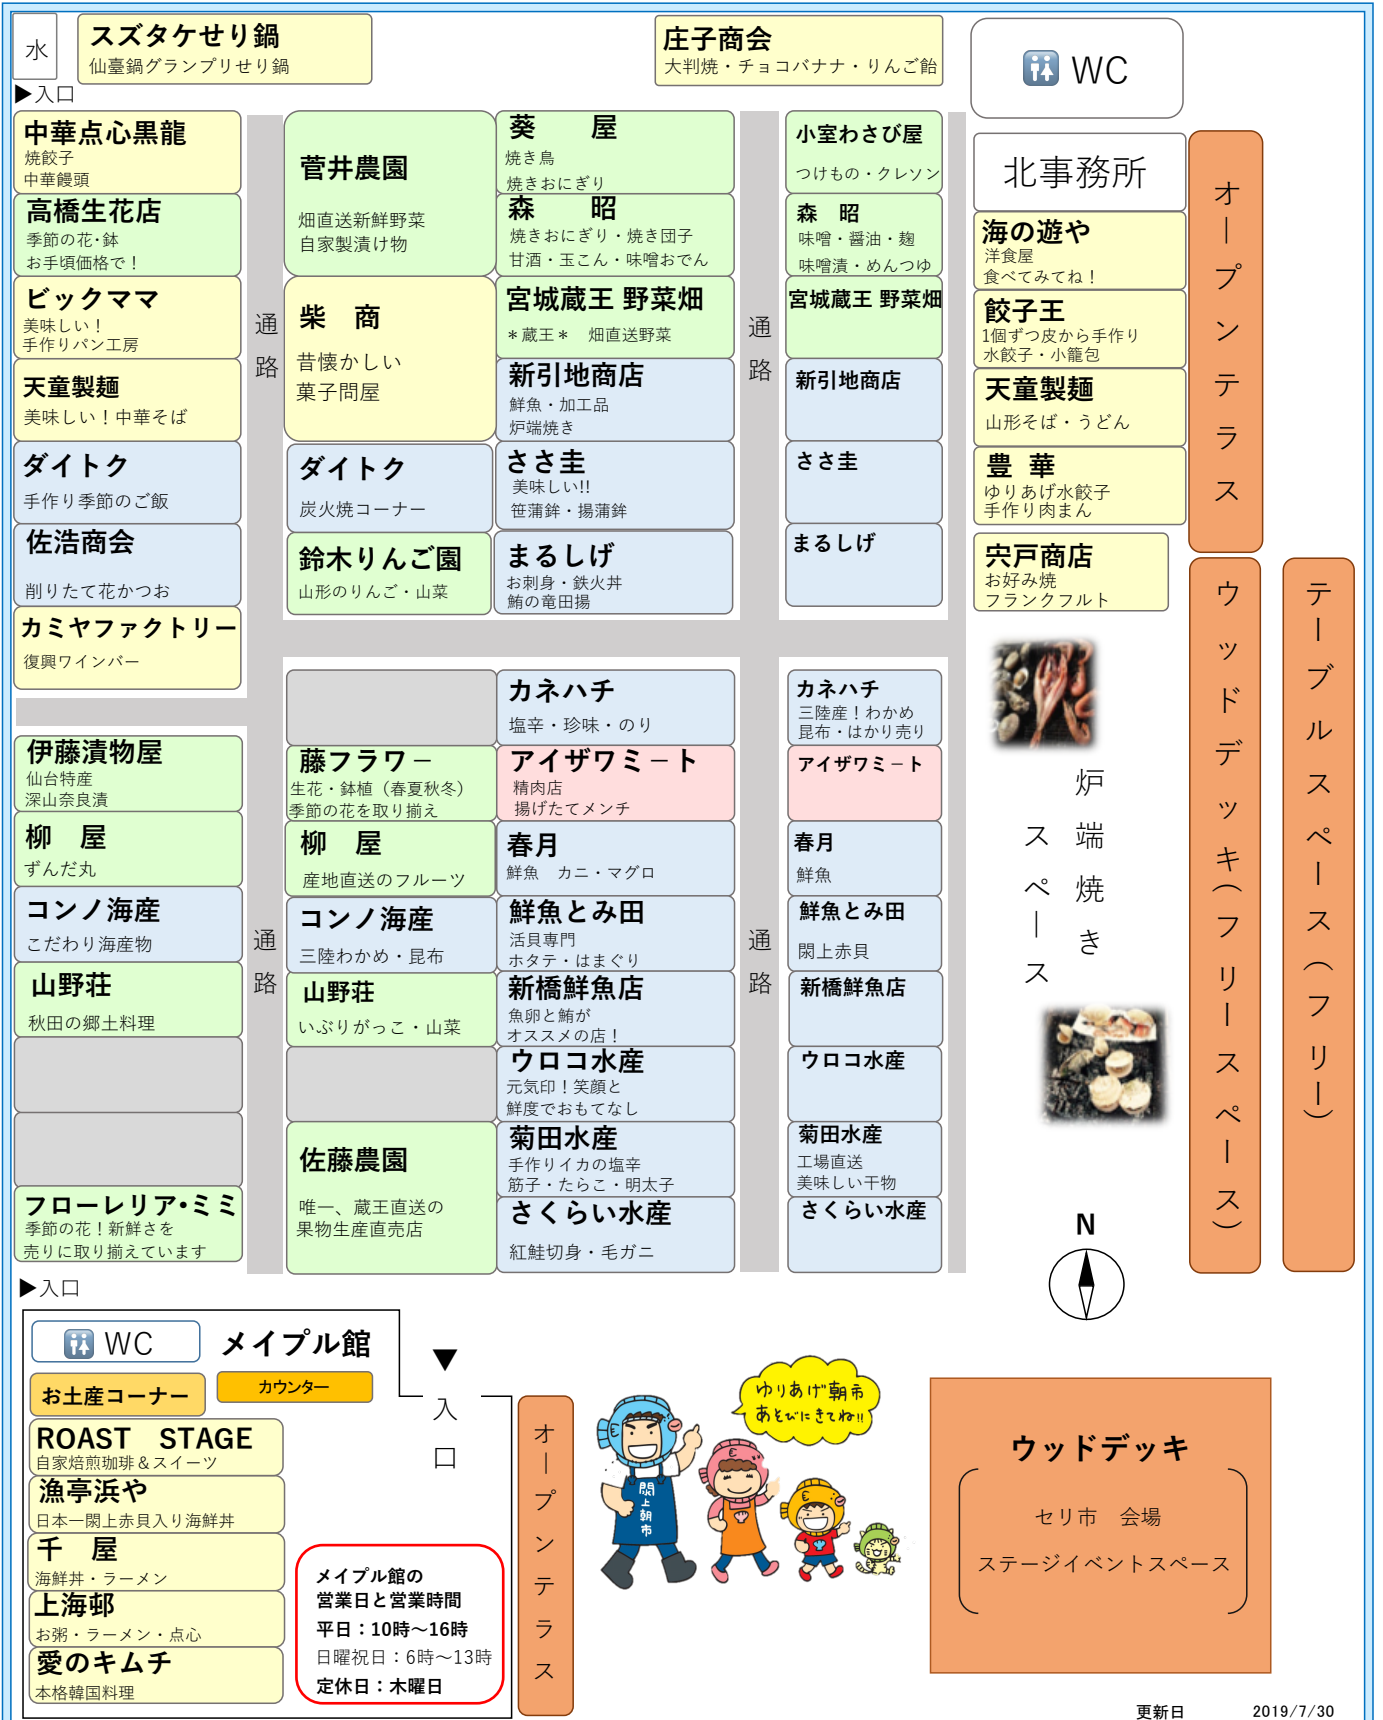 水
スズタケせり鍋
仙臺鍋グランプリせり鍋
庄子商会
大判焼・チョコバナナ・りんご飴
WC
▶入口
中華点心黒龍
焼餃子
中華饅頭
高橋生花店
季節の花・鉢
お手頃価格で！
ビックママ
美味しい！
手作りパン工房
天童製麺
美味しい！中華そば
ダイトク
手作り季節のご飯
佐浩商会
削りたて花かつお
カミヤファクトリー
復興ワインバー
通路
菅井農園
畑直送新鮮野菜
自家製漬け物
柴　商
昔懐かしい
菓子問屋
ダイトク
炭火焼コーナー
鈴木りんご園
山形のりんご・山菜
葵　　屋
焼き鳥
焼きおにぎり
森　　昭
焼きおにぎり・焼き団子
甘酒・玉こん・味噌おでん
宮城蔵王 野菜畑
＊蔵王＊　畑直送野菜
新引地商店
鮮魚・加工品
炉端焼き
ささ圭
美味しい!!
笹蒲鉾・揚蒲鉾
まるしげ
お刺身・鉄火丼
鮪の竜田揚
通路
小室わさび屋
つけもの・クレソン
森　昭
味噌・醤油・麹
味噌漬・めんつゆ
宮城蔵王 野菜畑
新引地商店
ささ圭
まるしげ
北事務所
海の遊や
洋食屋
食べてみてね！
餃子王
1個ずつ皮から手作り
水餃子・小籠包
天童製麺
山形そば・うどん
豊 華
ゆりあげ水餃子
手作り肉まん
宍戸商店
お好み焼
フランクフルト
オープンテラス
ウッドデッキ(フリースペース)
テーブルスペース(フリー)
伊藤漬物屋
仙台特産
深山奈良漬
柳　屋
ずんだ丸
コンノ海産
こだわり海産物
山野荘
秋田の郷土料理
フローレリア・ミミ
季節の花！新鮮さを
売りに取り揃えています
通路
藤フラワー
生花・鉢植（春夏秋冬）
季節の花を取り揃え
柳　屋
産地直送のフルーツ
コンノ海産
三陸わかめ・昆布
山野荘
いぶりがっこ・山菜
佐藤農園
唯一、蔵王直送の
果物生産直売店
カネハチ
塩辛・珍味・のり
アイザワミート
精肉店
揚げたてメンチ
春月
鮮魚　カニ・マグロ
鮮魚とみ田
活貝専門
ホタテ・はまぐり
新橋鮮魚店
魚卵と鮪が
オススメの店！
ウロコ水産
元気印！笑顔と
鮮度でおもてなし
菊田水産
手作りイカの塩辛
筋子・たらこ・明太子
さくらい水産
紅鮭切身・毛ガニ
通路
カネハチ
三陸産！わかめ
昆布・はかり売り
アイザワミート
春月
鮮魚
鮮魚とみ田
閖上赤貝
新橋鮮魚店
ウロコ水産
菊田水産
工場直送
美味しい干物
さくらい水産
炉端焼き
スペース
N
▶入口
WC
メイプル館
お土産コーナー
カウンター
▼入口
ROAST　STAGE
自家焙煎珈琲＆スイーツ
漁亭浜や
日本一閖上赤貝入り海鮮丼
千　屋
海鮮丼・ラーメン
上海邨
お粥・ラーメン・点心
愛のキムチ
本格韓国料理
メイプル館の
営業日と営業時間
平日：10時～16時
日曜祝日：6時～13時
定休日：木曜日
オープンテラス
ゆりあげ朝市
あそびにきてね!!
閖上朝市
ウッドデッキ
セリ市　会場
ステージイベントスペース
更新日　2019/7/30